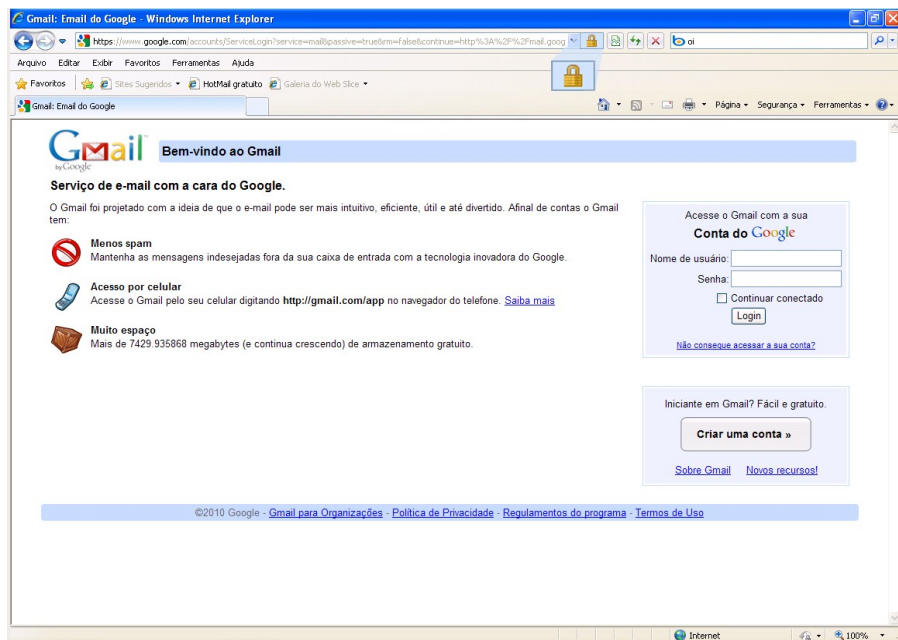 Gmail: Email do Google - Windows Internet Explorer
https://www.google.com/accounts/ServiceLogin?service=mail&passive=true&rm=false&continue=http%3A%2F%2Fmail.goog
oi
Arquivo Editar Exibir Favoritos Ferramentas Ajuda
Favoritos Sites Sugeridos HotMail gratuito Galeria do Web Slice
Gmail: Email do Google Página Segurança Ferramentas
Gmail
by Google
Bem-vindo ao Gmail
Serviço de e-mail com a cara do Google.
O Gmail foi projetado com a ideia de que o e-mail pode ser mais intuitivo, eficiente, útil e até divertido. Afinal de contas o Gmail
tem:
Menos spam
Mantenha as mensagens indesejadas fora da sua caixa de entrada com a tecnologia inovadora do Google.
Acesso por celular
Acesse o Gmail pelo seu celular digitando http://gmail.com/app no navegador do telefone. Saiba mais
Muito espaço
Mais de 7429.935868 megabytes (e continua crescendo) de armazenamento gratuito.
Acesse o Gmail com a sua
Conta do Google
Nome de usuário:
Senha:
Continuar conectado
Login
Não consegue acessar a sua conta?
Iniciante em Gmail? Fácil e gratuito.
Criar uma conta »
Sobre Gmail Novos recursos!
©2010 Google - Gmail para Organizações - Política de Privacidade - Regulamentos do programa - Termos de Uso
Internet 100%